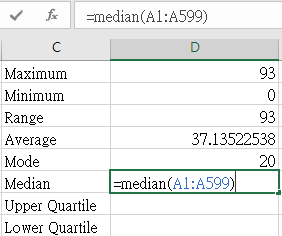 fx =median(A1:A599)
C D
Maximum 93
Minimum 0
Range 93
Average 37.13522538
Mode 20
Median =median(A1:A599)
Upper Quartile
Lower Quartile